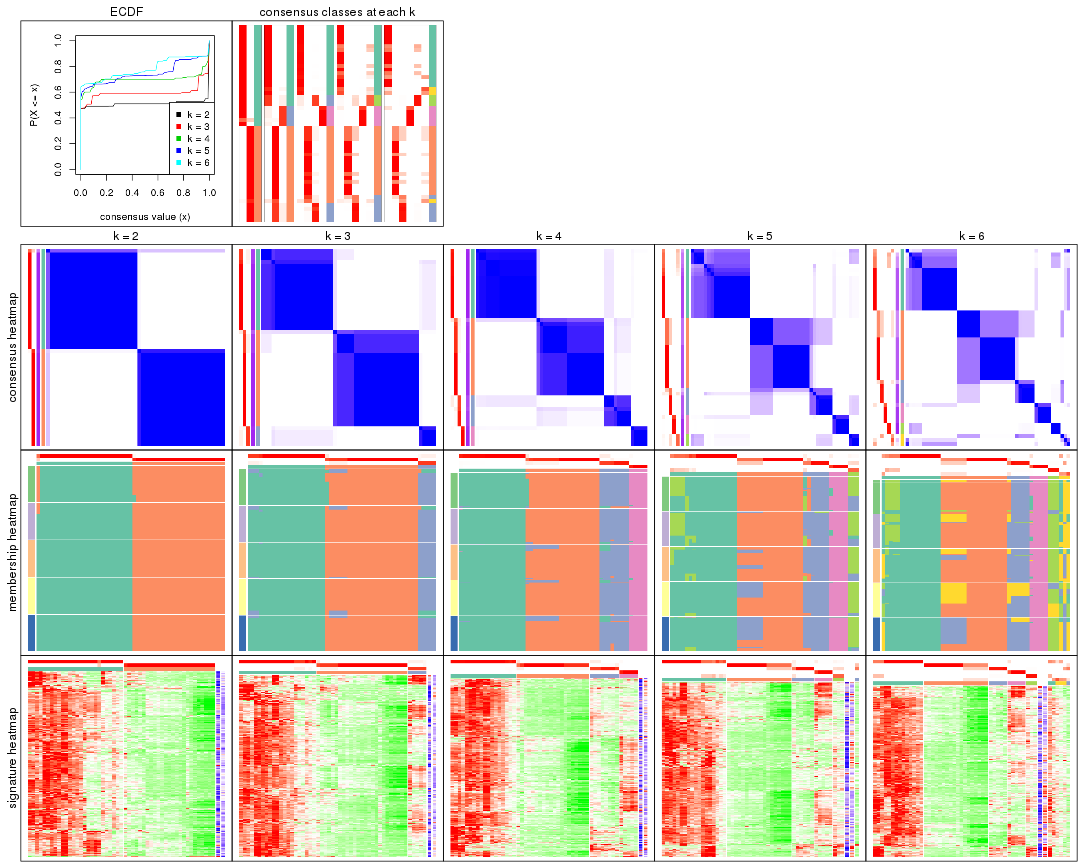 ECDF
consensus classes at each k
P(X <= x)
0.0 0.2 0.4 0.6 0.8 1.0
k = 2
k = 3
k = 4
k = 5
k = 6
0.0 0.2 0.4 0.6 0.8 1.0
consensus value (x)
k = 2 k = 3 k = 4 k = 5 k = 6
consensus heatmap
membership heatmap
signature heatmap